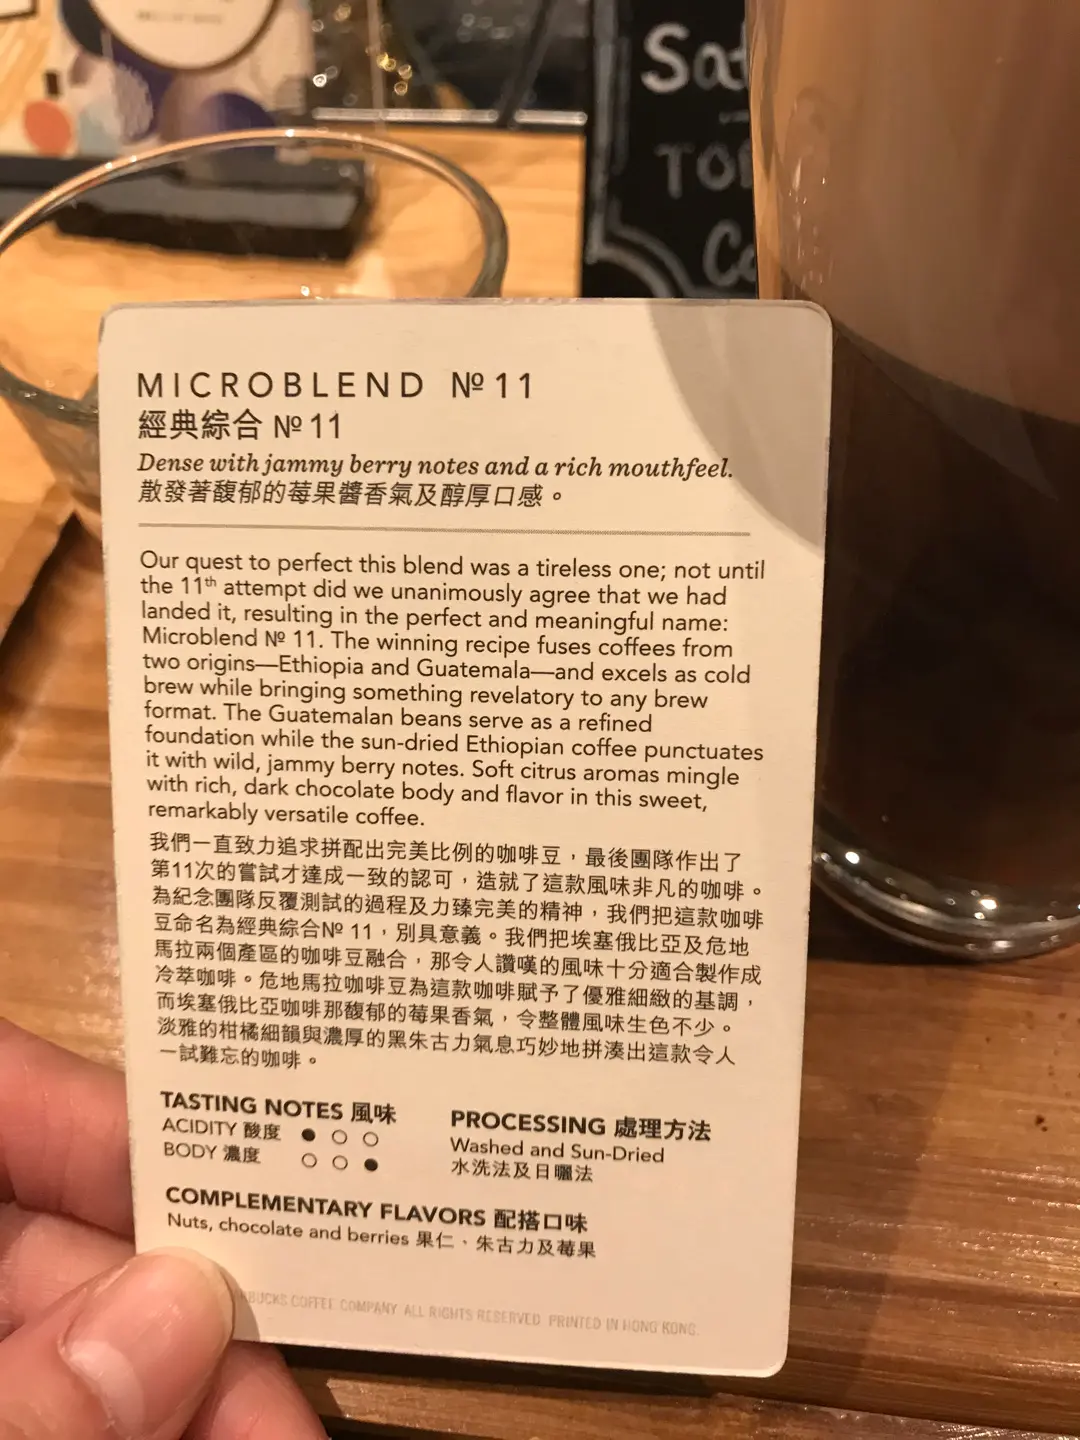 MICROBLEND № 11
經典綜合 № 11
Dense with jammy berry notes and a rich mouthfeel.
散發著馥郁的莓果醬香氣及醇厚口感。
Our quest to perfect this blend was a tireless one; not until
the 11th attempt did we unanimously agree that we had
landed it, resulting in the perfect and meaningful name:
Microblend № 11. The winning recipe fuses coffees from
two origins—Ethiopia and Guatemala—and excels as cold
brew while bringing something revelatory to any brew
format. The Guatemalan beans serve as a refined
foundation while the sun-dried Ethiopian coffee punctuates
it with wild, jammy berry notes. Soft citrus aromas mingle
with rich, dark chocolate body and flavor in this sweet,
remarkably versatile coffee.
我們一直致力追求拼配出完美比例的咖啡豆，最後團隊作出了
第11次的嘗試才達成一致的認可，造就了這款風味非凡的咖啡。
為紀念團隊反覆測試的過程及力臻完美的精神，我們把這款咖啡
豆命名為經典綜合№ 11，別具意義。我們把埃塞俄比亞及危地
馬拉兩個產區的咖啡豆融合，那令人讚嘆的風味十分適合製作成
冷萃咖啡。危地馬拉咖啡豆為這款咖啡賦予了優雅細緻的基調，
而埃塞俄比亞咖啡那馥郁的莓果香氣，令整體風味生色不少。
淡雅的柑橘細韻與濃厚的黑朱古力氣息巧妙地拼湊出這款令人
一試難忘的咖啡。
TASTING NOTES 風味
ACIDITY 酸度
BODY 濃度
PROCESSING 處理方法
Washed and Sun-Dried
水洗法及日曬法
COMPLEMENTARY FLAVORS 配搭口味
Nuts, chocolate and berries 果仁、朱古力及莓果
COFFEE COMPANY. ALL RIGHTS RESERVED. PRINTED IN HONG KONG.